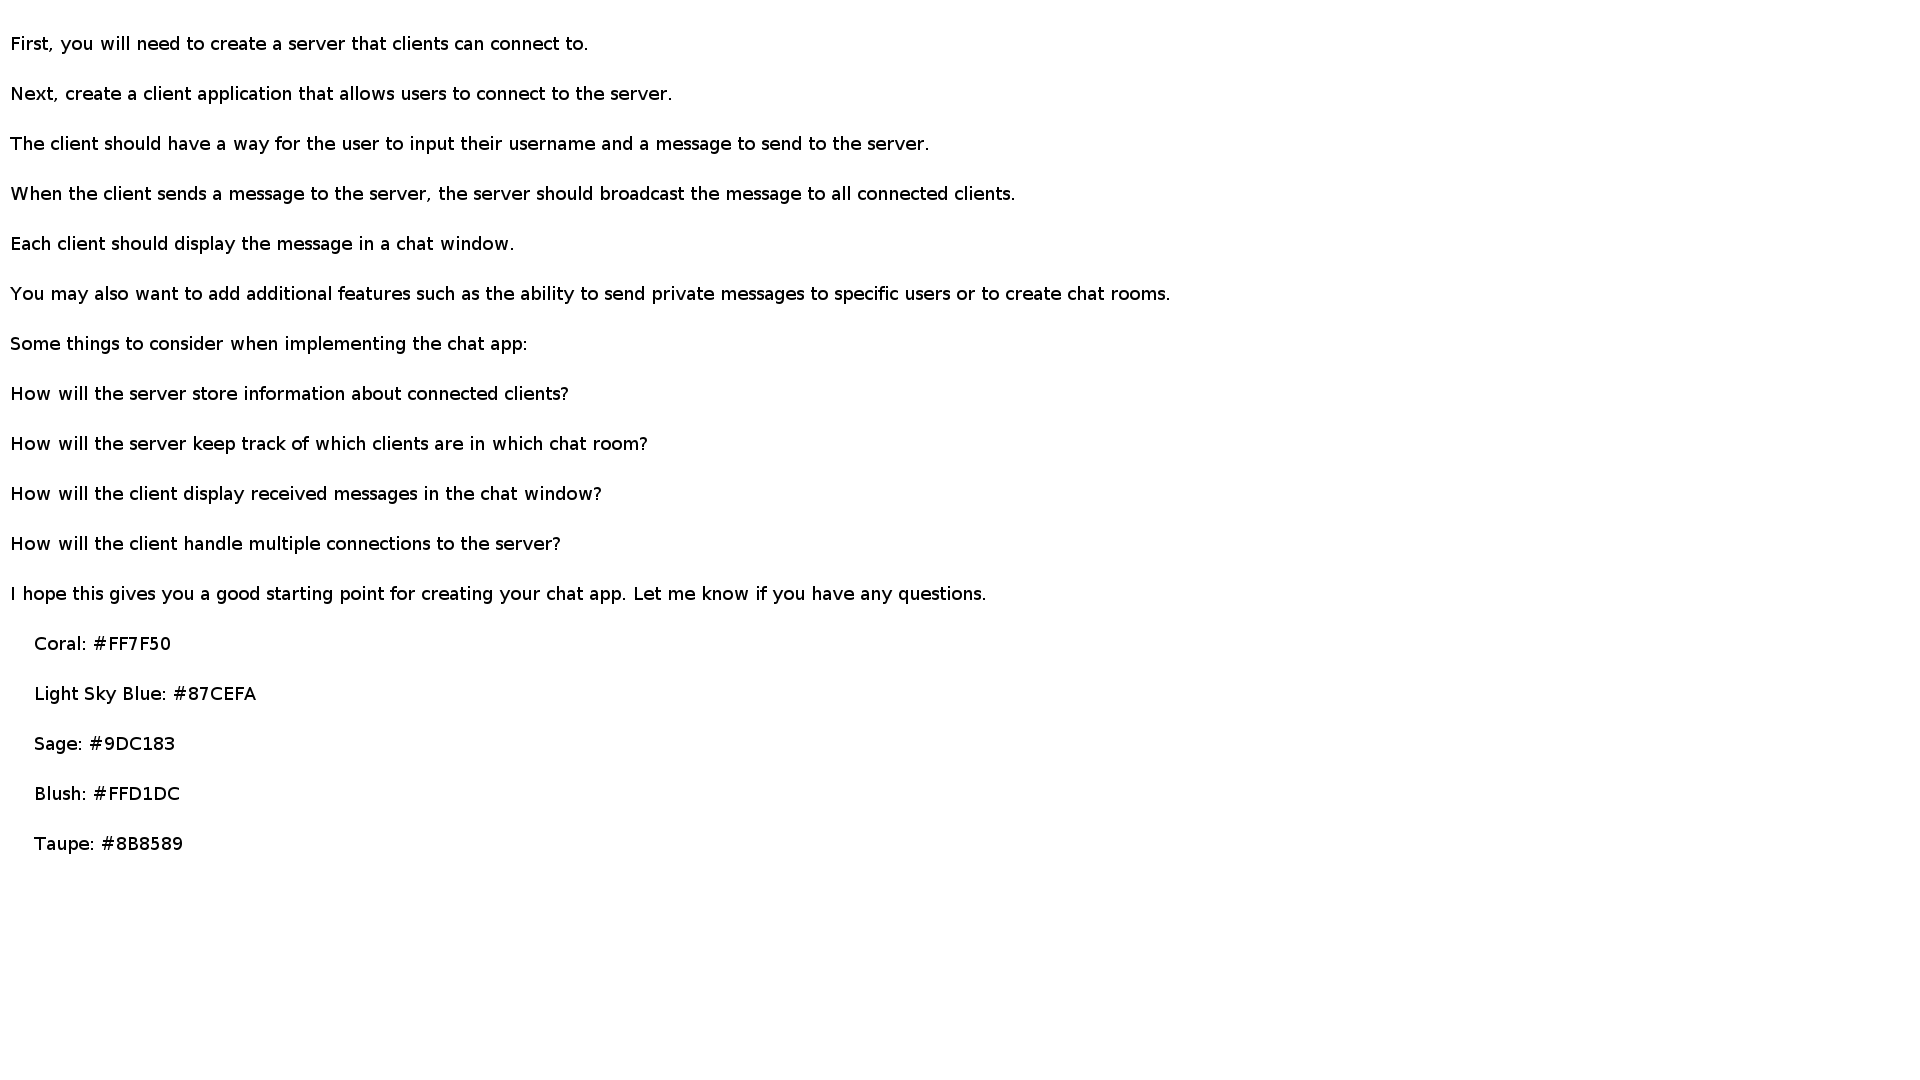 First, you will need to create a server that clients can connect to.
Next, create a client application that allows users to connect to the server.
The client should have a way for the user to input their username and a message to send to the server.
When the client sends a message to the server, the server should broadcast the message to all connected clients.
Each client should display the message in a chat window.
You may also want to add additional features such as the ability to send private messages to specific users or to create chat rooms.
Some things to consider when implementing the chat app:
How will the server store information about connected clients?
How will the server keep track of which clients are in which chat room?
How will the client display received messages in the chat window?
How will the client handle multiple connections to the server?
I hope this gives you a good starting point for creating your chat app. Let me know if you have any questions.
Coral: #FF7F50
Light Sky Blue: #87CEFA
Sage: #9DC183
Blush: #FFD1DC
Taupe: #8B8589